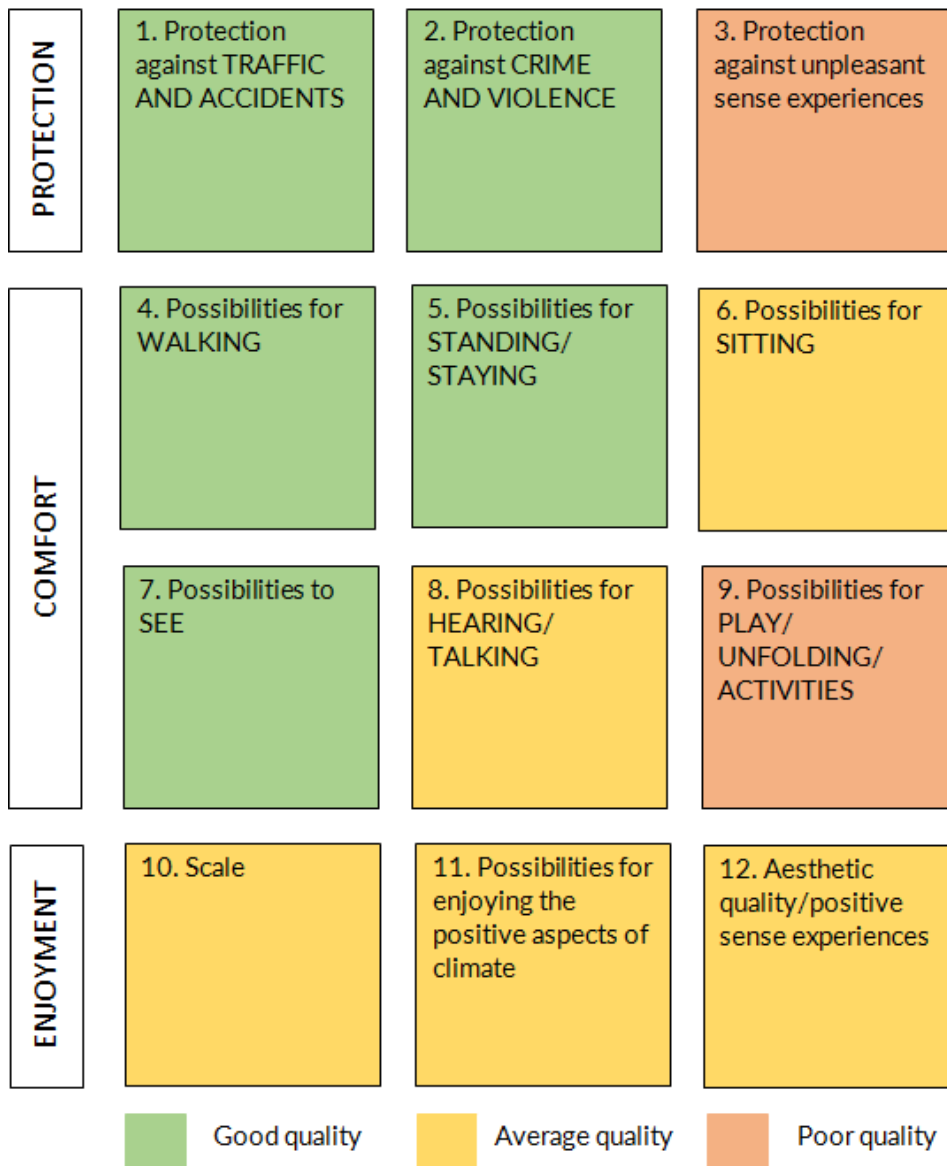 PROTECTION
1. Protection
against TRAFFIC
AND ACCIDENTS
2. Protection
against CRIME
AND VIOLENCE
3. Protection
against unpleasant
sense experiences
COMFORT
4. Possibilities for
WALKING
5. Possibilities for
STANDING/
STAYING
6. Possibilities for
SITTING
7. Possibilities to
SEE
8. Possibilities for
HEARING/
TALKING
9. Possibilities for
PLAY/
UNFOLDING/
ACTIVITIES
ENJOYMENT
10. Scale
11. Possibilities for
enjoying the
positive aspects of
climate
12. Aesthetic
quality/positive
sense experiences
Good quality
Average quality
Poor quality